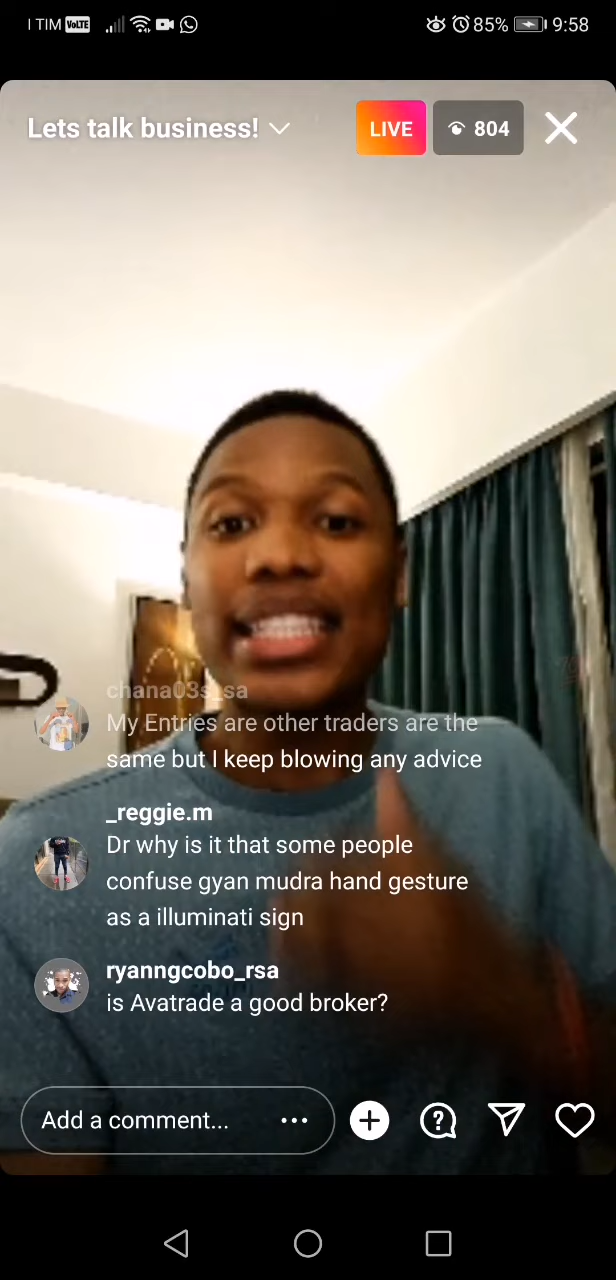 I TIM VoLTE 85% 9:58
Lets talk business! LIVE 804
chana03s_sa
My Entries are other traders are the
same but I keep blowing any advice
_reggie.m
Dr why is it that some people
confuse gyan mudra hand gesture
as a illuminati sign
ryanngcobo_rsa
is Avatrade a good broker?
Add a comment...